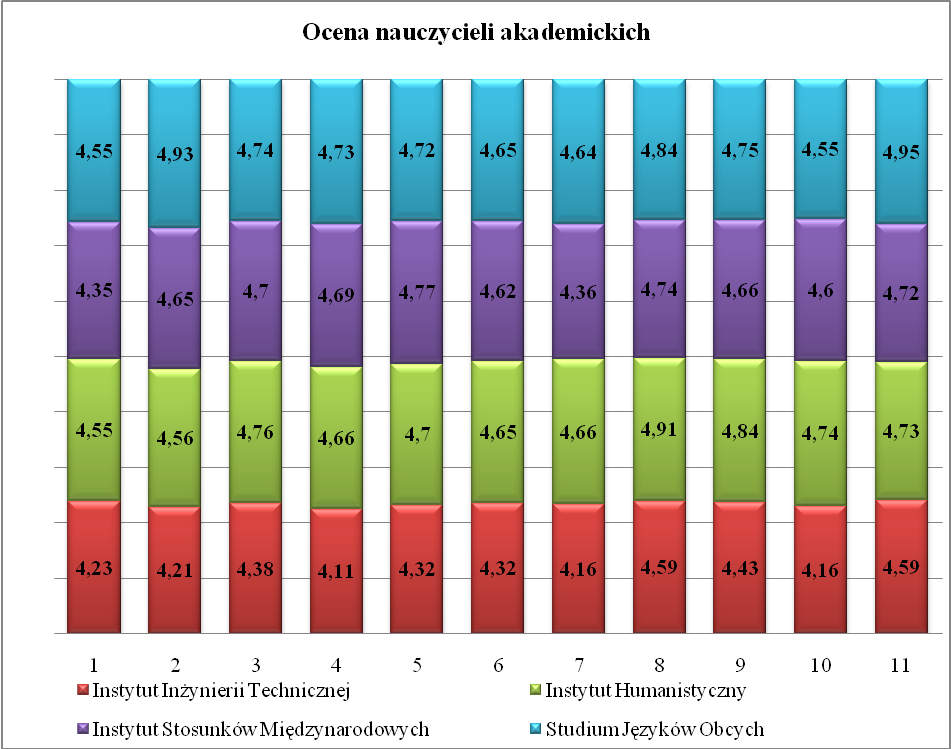 Ocena nauczycieli akademickich
4,55 4,93 4,74 4,73 4,72 4,65 4,64 4,84 4,75 4,55 4,95
4,35 4,65 4,7 4,69 4,77 4,62 4,36 4,74 4,66 4,6 4,72
4,55 4,56 4,76 4,66 4,7 4,65 4,66 4,91 4,84 4,74 4,73
4,23 4,21 4,38 4,11 4,32 4,32 4,16 4,59 4,43 4,16 4,59
1 2 3 4 5 6 7 8 9 10 11
Instytut Inżynierii Technicznej Instytut Humanistyczny
Instytut Stosunków Międzynarodowych Studium Języków Obcych